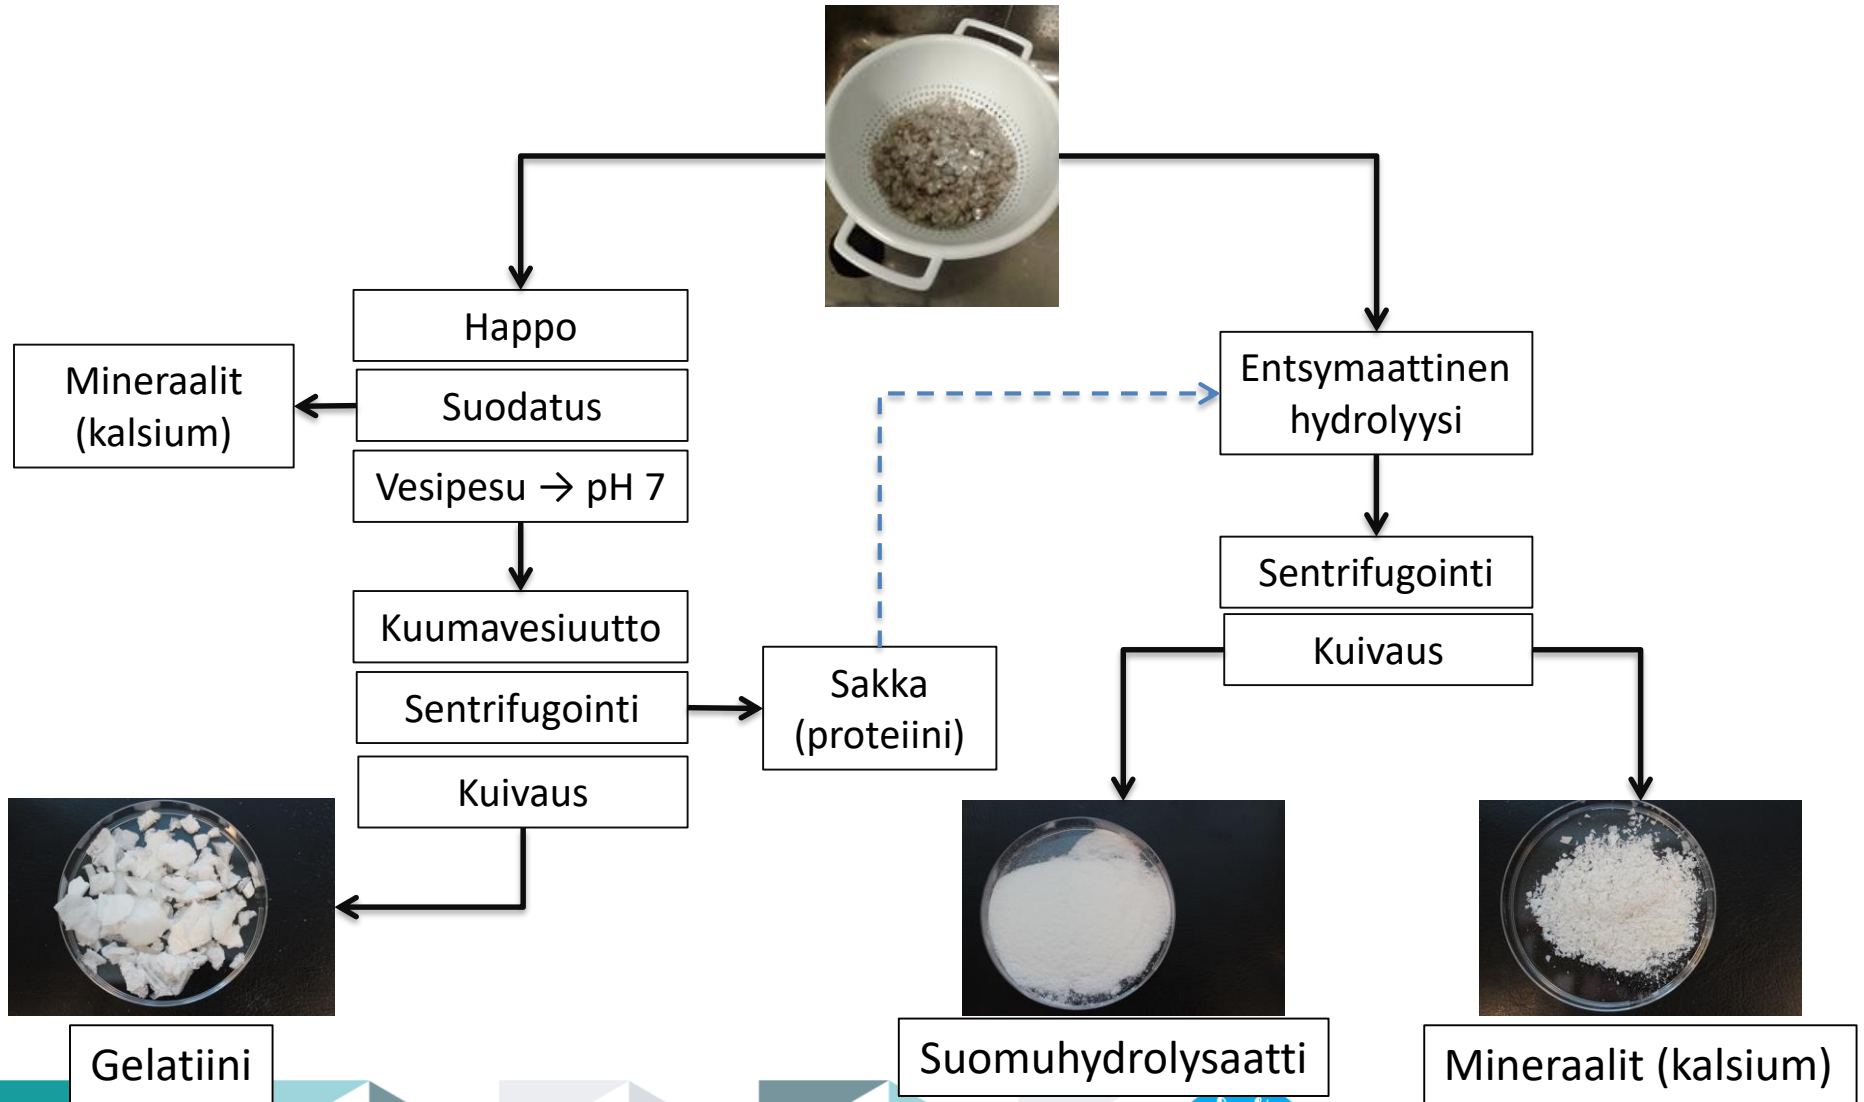 Happo
Mineraalit
(kalsium)
Suodatus
Vesipesu → pH 7
Kuumavesiuutto
Sentrifugointi
Sakka
(proteiini)
Kuivaus
Gelatiini
Entsymaattinen
hydrolyysi
Sentrifugointi
Kuivaus
Suomuhydrolysaatti
Mineraalit (kalsium)